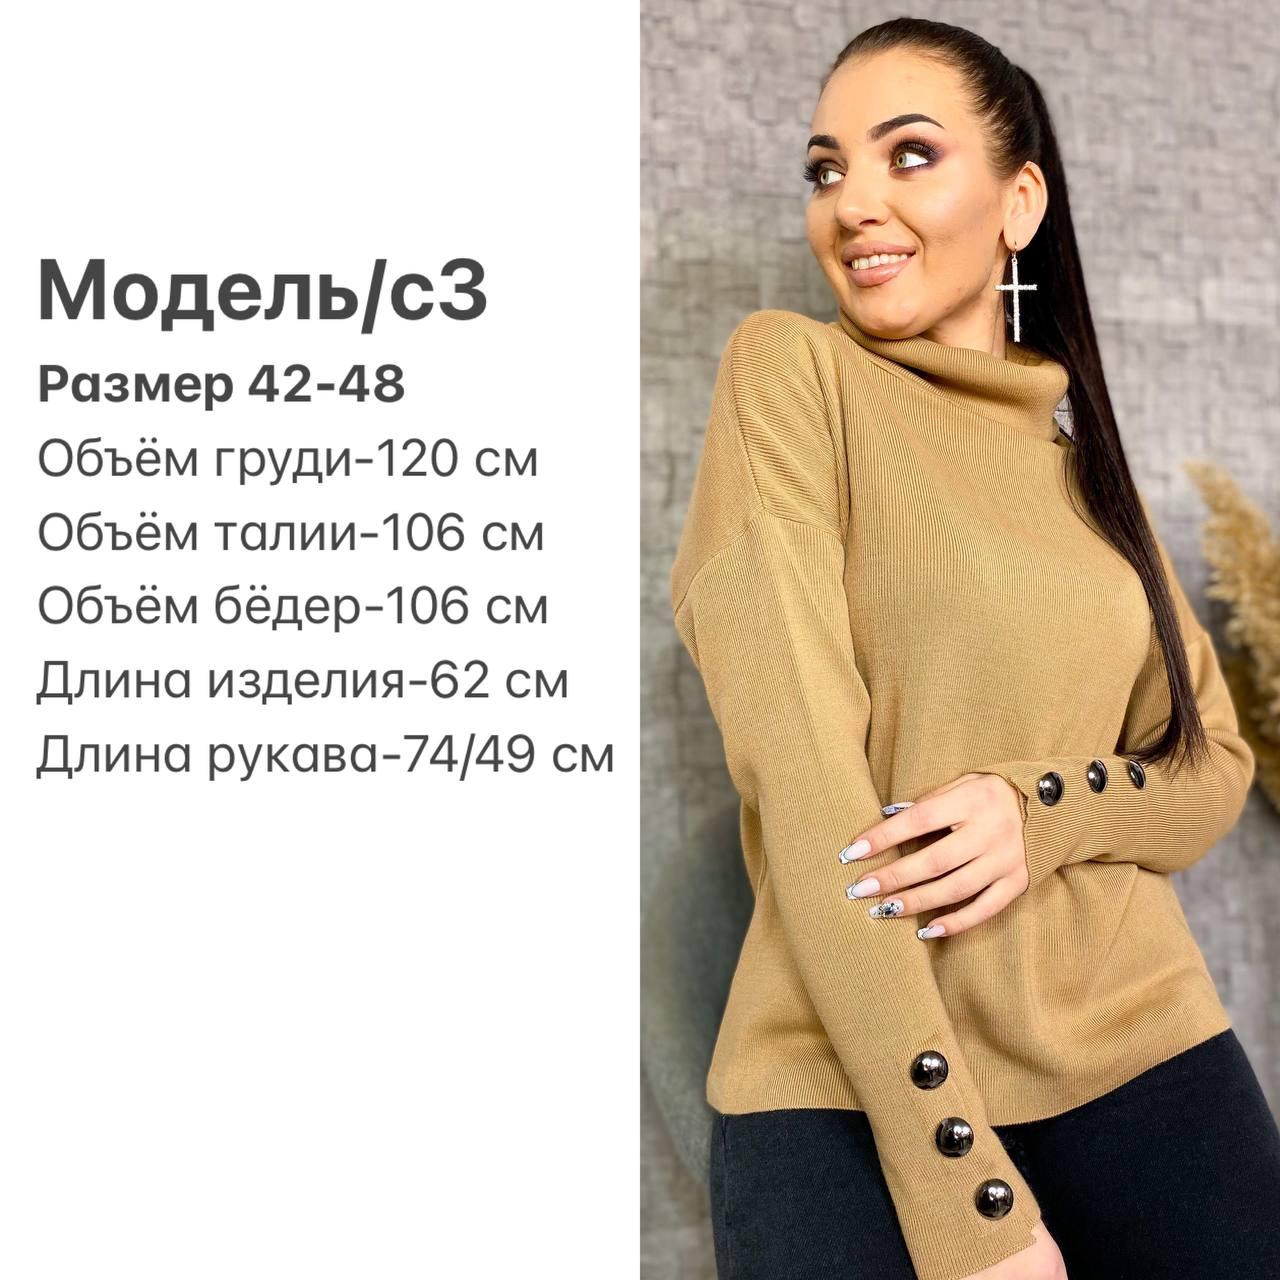 Модель/с3
Размер 42-48
Объём груди-120 см
Объём талии-106 см
Объём бёдер-106 см
Длина изделия-62 см
Длина рукава-74/49 см